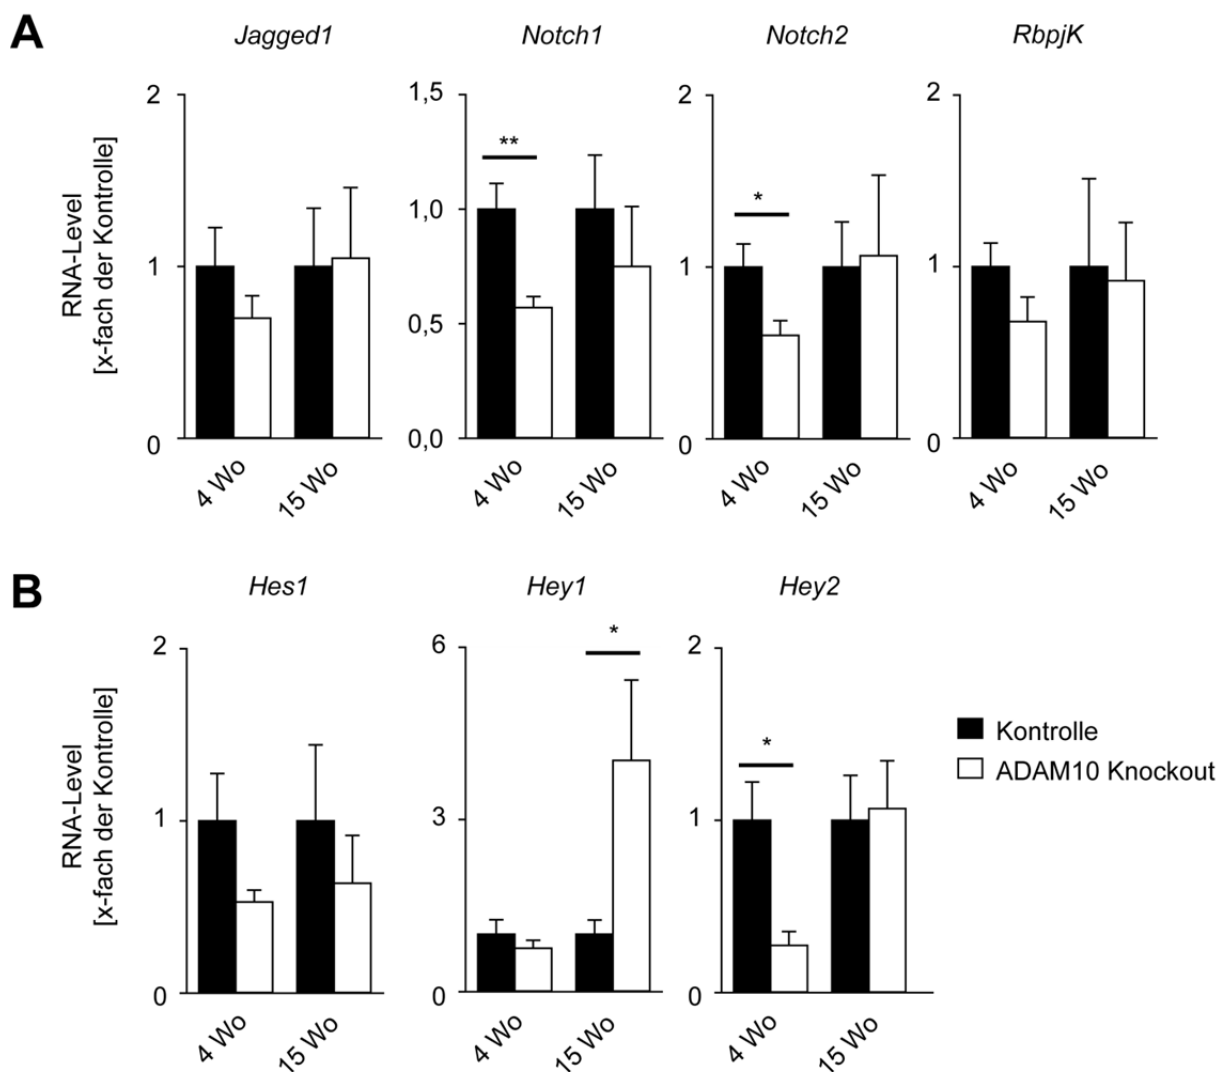 A
Jagged1
Notch1
Notch2
RbpjK
RNA-Level
[x-fach der Kontrolle]
2
1
0
4 Wo
15 Wo
1,5
**
1,0
0,5
0,0
4 Wo
15 Wo
2
*
1
0
4 Wo
15 Wo
2
1
0
4 Wo
15 Wo
B
Hes1
Hey1
Hey2
RNA-Level
[x-fach der Kontrolle]
2
1
0
4 Wo
15 Wo
6
*
3
0
4 Wo
15 Wo
2
*
1
0
4 Wo
15 Wo
Kontrolle
ADAM10 Knockout